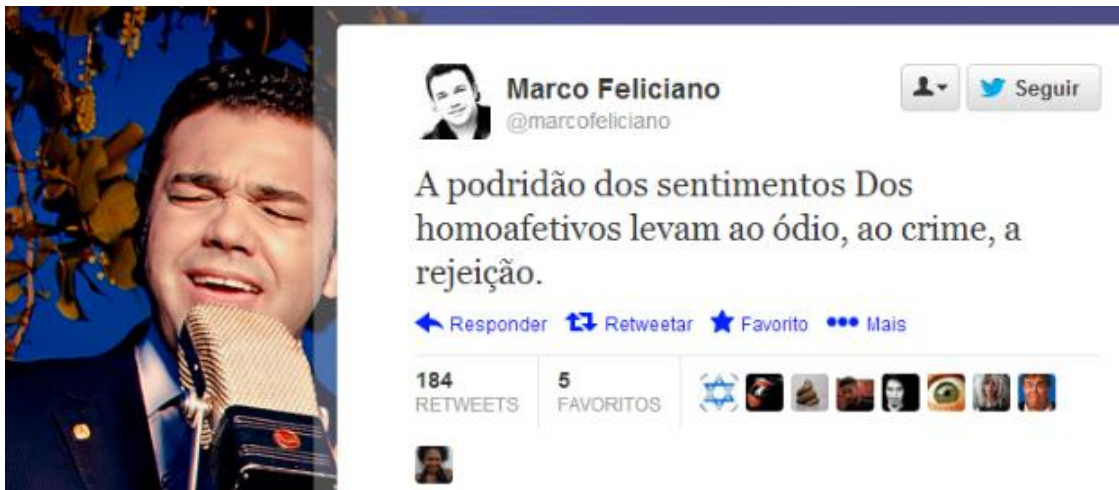 Marco Feliciano
@marcofeliciano
Seguir
A podridão dos sentimentos Dos
homoafetivos levam ao ódio, ao crime, a
rejeição.
Responder Retweetar Favorito Mais
184 5
RETWEETS FAVORITOS